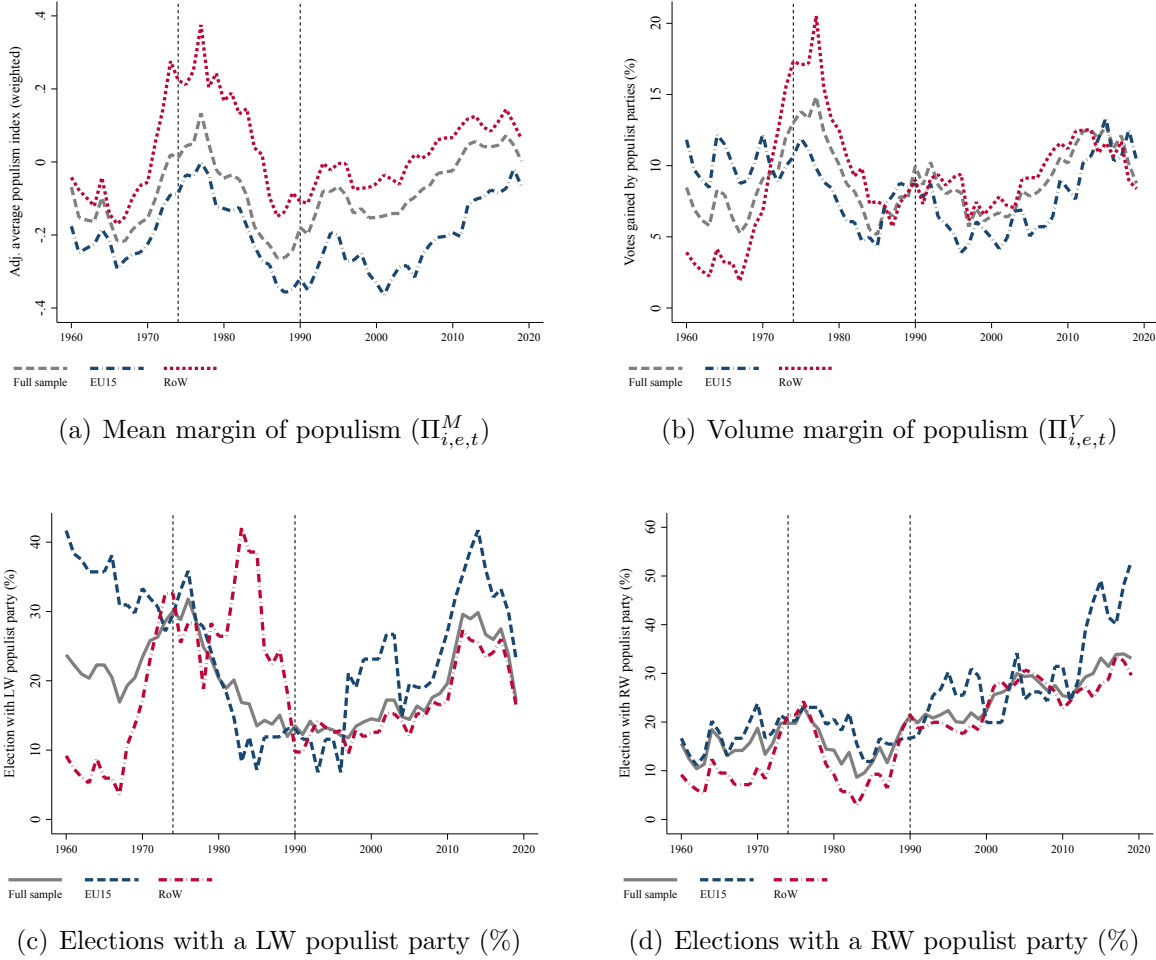 Adj. average populism index (weighted)
.4
.2
0
-.2
-.4
1960 1970 1980 1990 2000 2010 2020
Full sample EU15 RoW
(a) Mean margin of populism (Π^M_{i,e,t})
Votes gained by populist parties (%)
20
15
10
5
0
1960 1970 1980 1990 2000 2010 2020
Full sample EU15 RoW
(b) Volume margin of populism (Π^V_{i,e,t})
Election with LW populist party (%)
40
30
20
10
0
1960 1970 1980 1990 2000 2010 2020
Full sample EU15 RoW
(c) Elections with a LW populist party (%)
Election with RW populist party (%)
60
50
40
30
20
10
0
1960 1970 1980 1990 2000 2010 2020
Full sample EU15 RoW
(d) Elections with a RW populist party (%)